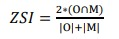 ZSI = 2*(O∩M) / |O|+|M|